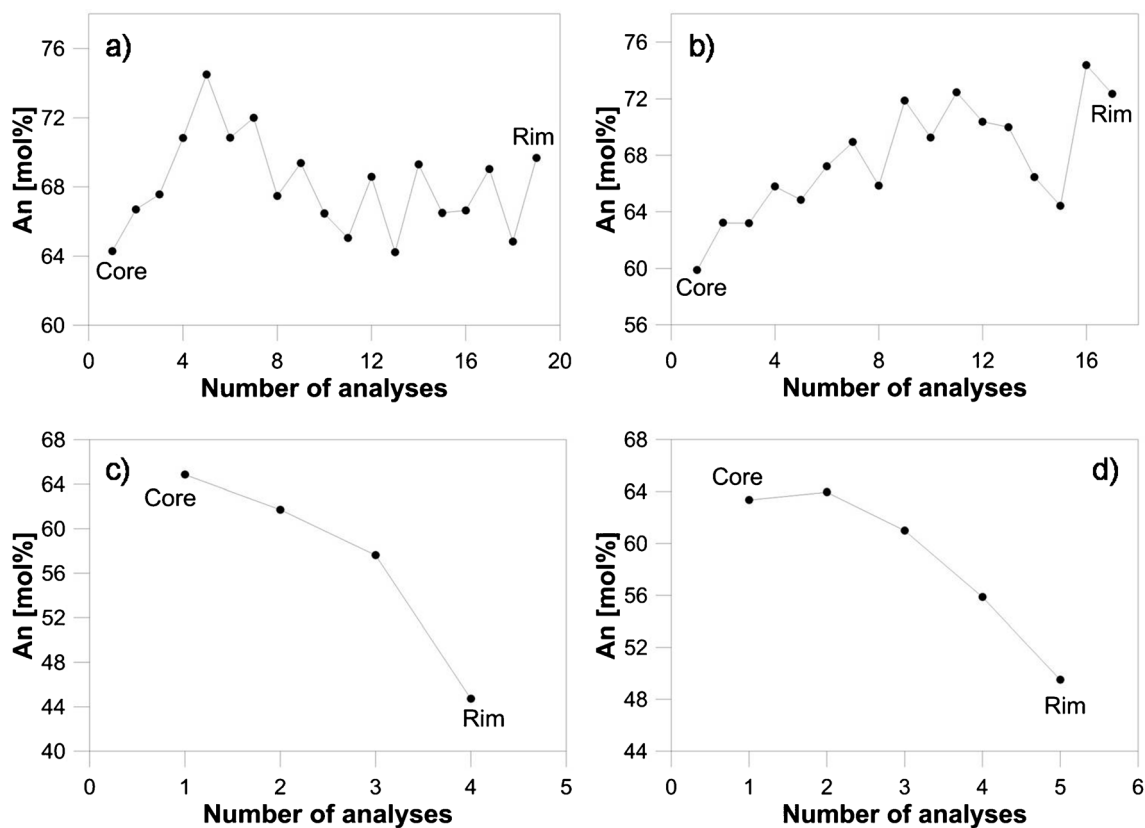 a)
An [mol%]
76
72
68
64
60
Core
Rim
0 4 8 12 16 20
Number of analyses
b)
An [mol%]
76
72
68
64
60
56
Core
Rim
0 4 8 12 16
Number of analyses
c)
An [mol%]
68
64
60
56
52
48
44
40
Core
Rim
0 1 2 3 4 5
Number of analyses
d)
An [mol%]
68
64
60
56
52
48
44
Core
Rim
0 1 2 3 4 5 6
Number of analyses